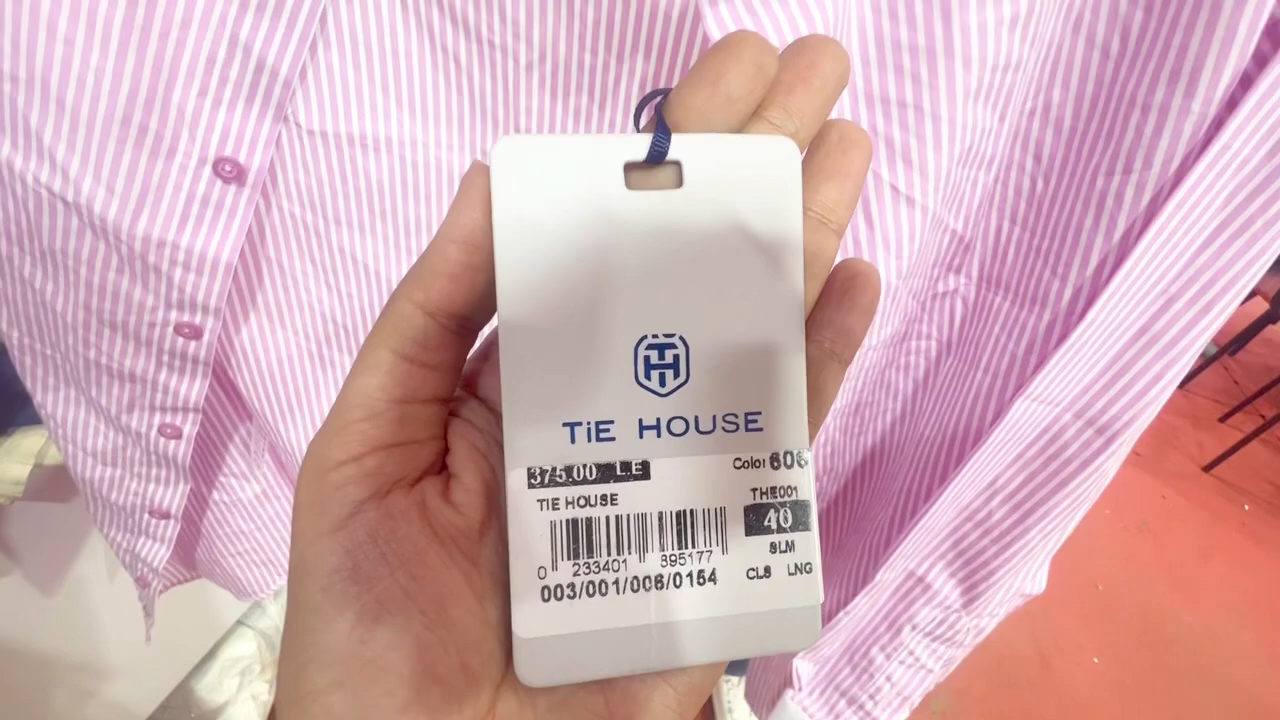 TH
TiE HOUSE
375.00 L.E
Color 606
TIE HOUSE
THE001
40
SLM
0 233401 895177
CLS LNG
003/001/006/0154